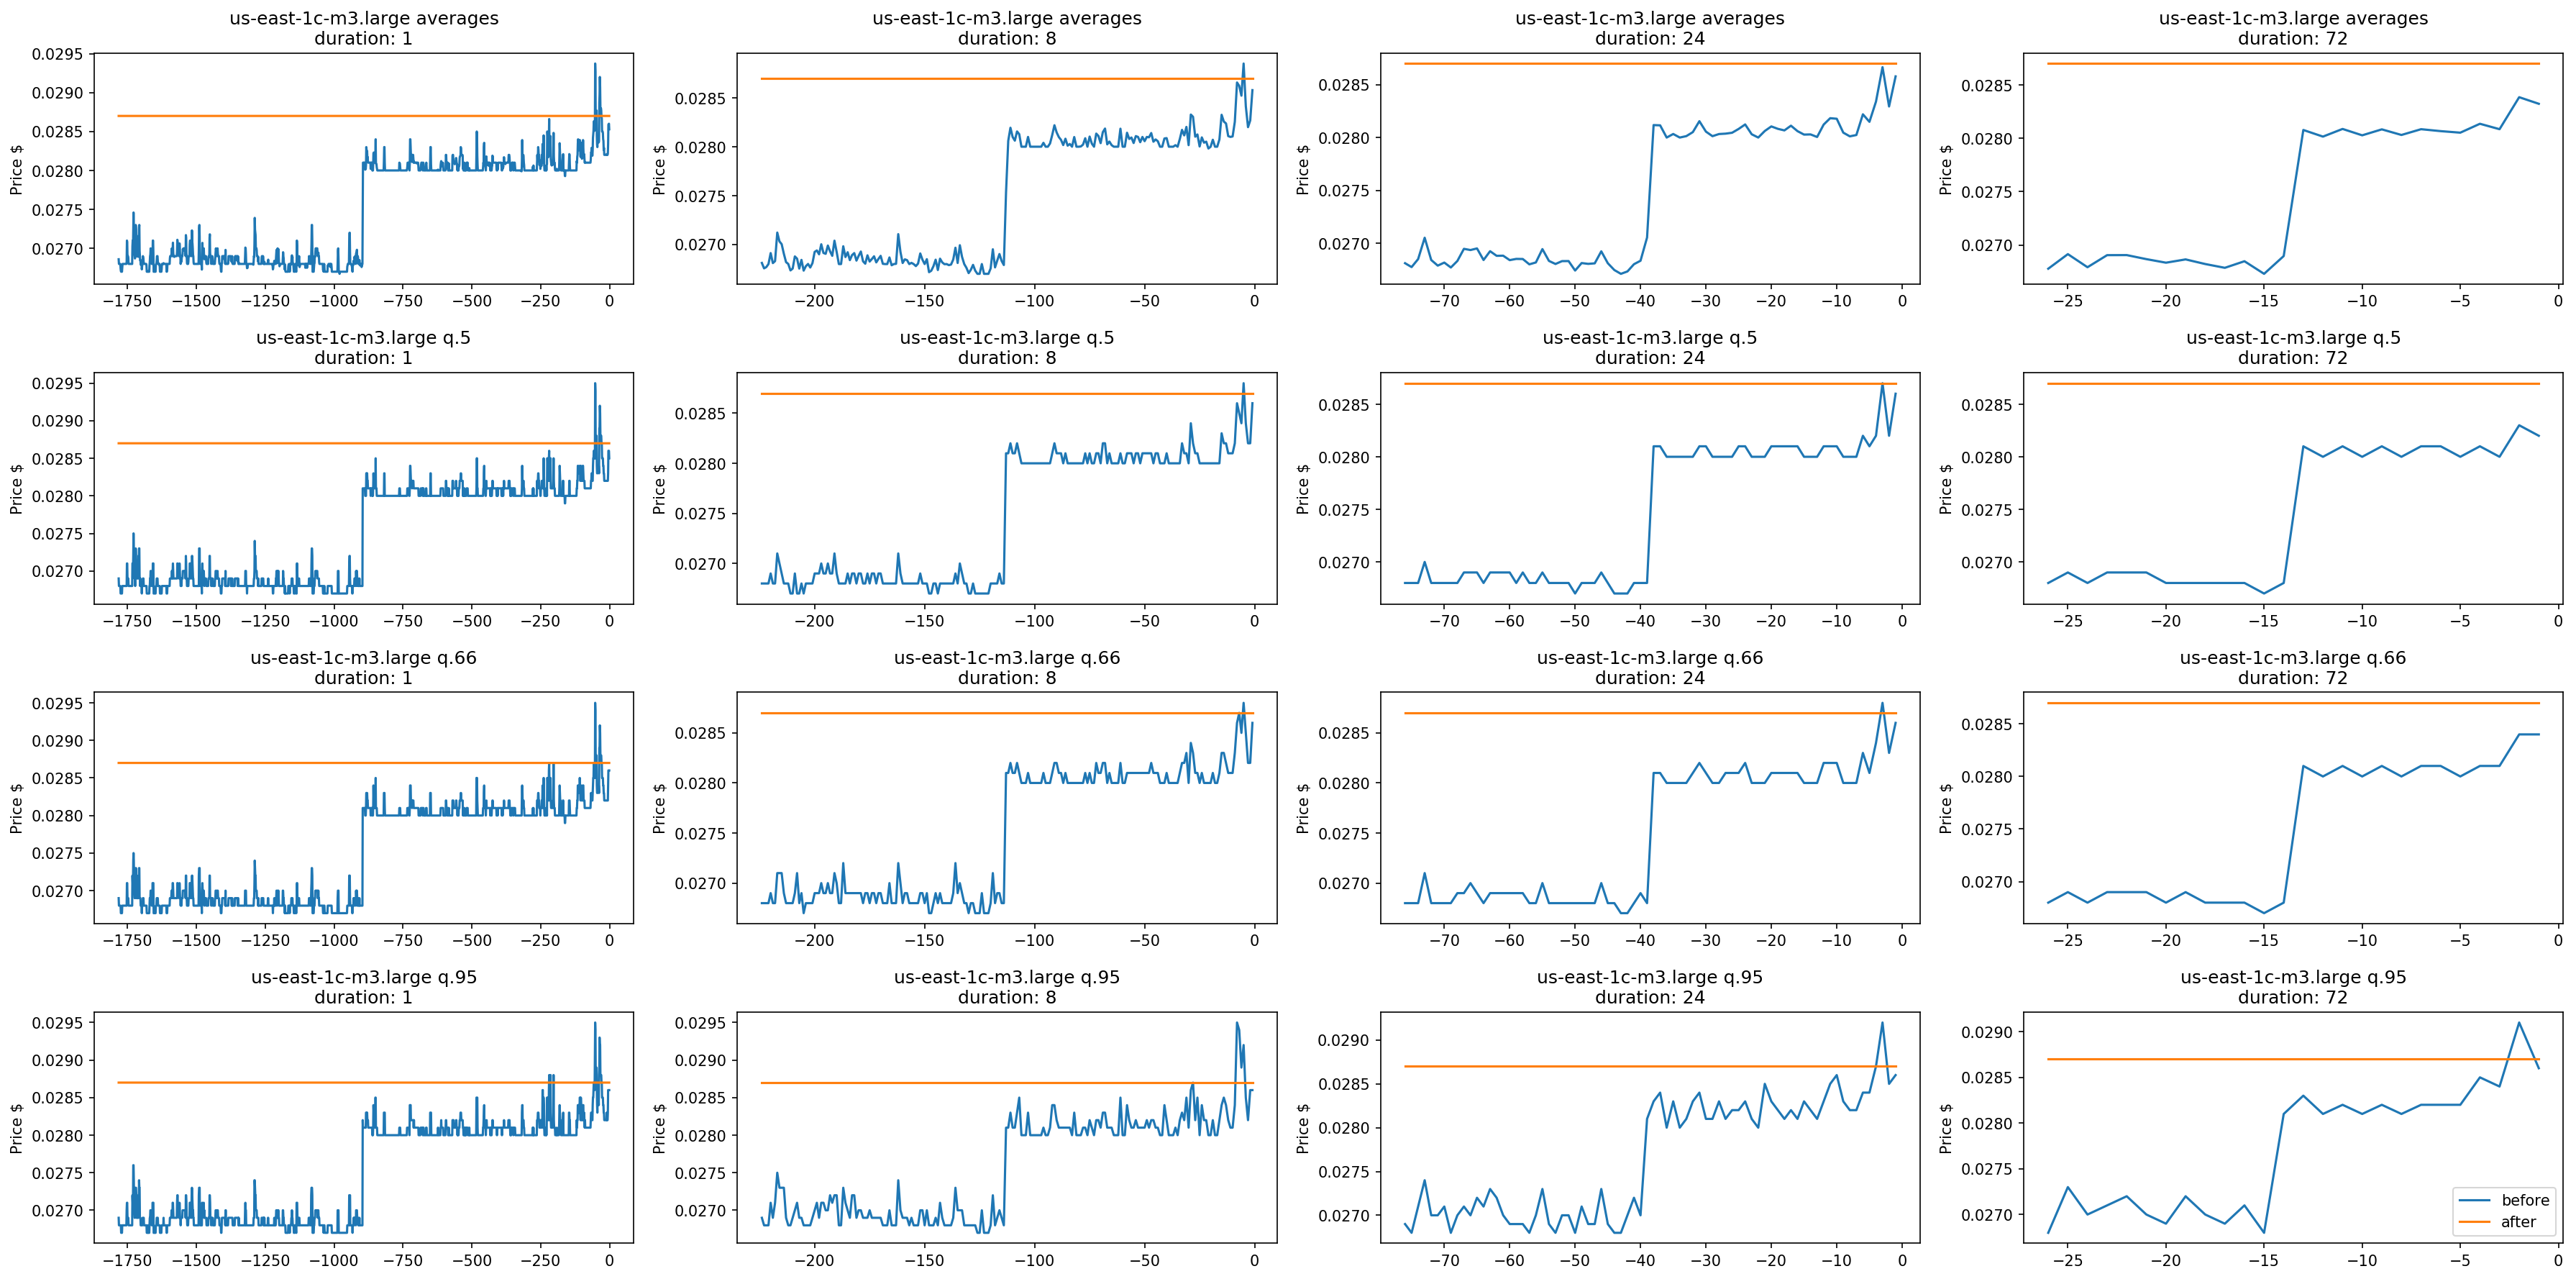 us-east-1c-m3.large averages
duration: 1
0.0295
0.0290
0.0285
0.0280
0.0275
0.0270
Price $
−1750 −1500 −1250 −1000 −750 −500 −250 0
us-east-1c-m3.large averages
duration: 8
0.0285
0.0280
0.0275
0.0270
Price $
−200 −150 −100 −50 0
us-east-1c-m3.large averages
duration: 24
0.0285
0.0280
0.0275
0.0270
Price $
−70 −60 −50 −40 −30 −20 −10 0
us-east-1c-m3.large averages
duration: 72
0.0285
0.0280
0.0275
0.0270
Price $
−25 −20 −15 −10 −5 0
us-east-1c-m3.large q.5
duration: 1
0.0295
0.0290
0.0285
0.0280
0.0275
0.0270
Price $
−1750 −1500 −1250 −1000 −750 −500 −250 0
us-east-1c-m3.large q.5
duration: 8
0.0285
0.0280
0.0275
0.0270
Price $
−200 −150 −100 −50 0
us-east-1c-m3.large q.5
duration: 24
0.0285
0.0280
0.0275
0.0270
Price $
−70 −60 −50 −40 −30 −20 −10 0
us-east-1c-m3.large q.5
duration: 72
0.0285
0.0280
0.0275
0.0270
Price $
−25 −20 −15 −10 −5 0
us-east-1c-m3.large q.66
duration: 1
0.0295
0.0290
0.0285
0.0280
0.0275
0.0270
Price $
−1750 −1500 −1250 −1000 −750 −500 −250 0
us-east-1c-m3.large q.66
duration: 8
0.0285
0.0280
0.0275
0.0270
Price $
−200 −150 −100 −50 0
us-east-1c-m3.large q.66
duration: 24
0.0285
0.0280
0.0275
0.0270
Price $
−70 −60 −50 −40 −30 −20 −10 0
us-east-1c-m3.large q.66
duration: 72
0.0285
0.0280
0.0275
0.0270
Price $
−25 −20 −15 −10 −5 0
us-east-1c-m3.large q.95
duration: 1
0.0295
0.0290
0.0285
0.0280
0.0275
0.0270
Price $
−1750 −1500 −1250 −1000 −750 −500 −250 0
us-east-1c-m3.large q.95
duration: 8
0.0295
0.0290
0.0285
0.0280
0.0275
0.0270
Price $
−200 −150 −100 −50 0
us-east-1c-m3.large q.95
duration: 24
0.0290
0.0285
0.0280
0.0275
0.0270
Price $
−70 −60 −50 −40 −30 −20 −10 0
us-east-1c-m3.large q.95
duration: 72
0.0290
0.0285
0.0280
0.0275
0.0270
Price $
before
after
−25 −20 −15 −10 −5 0